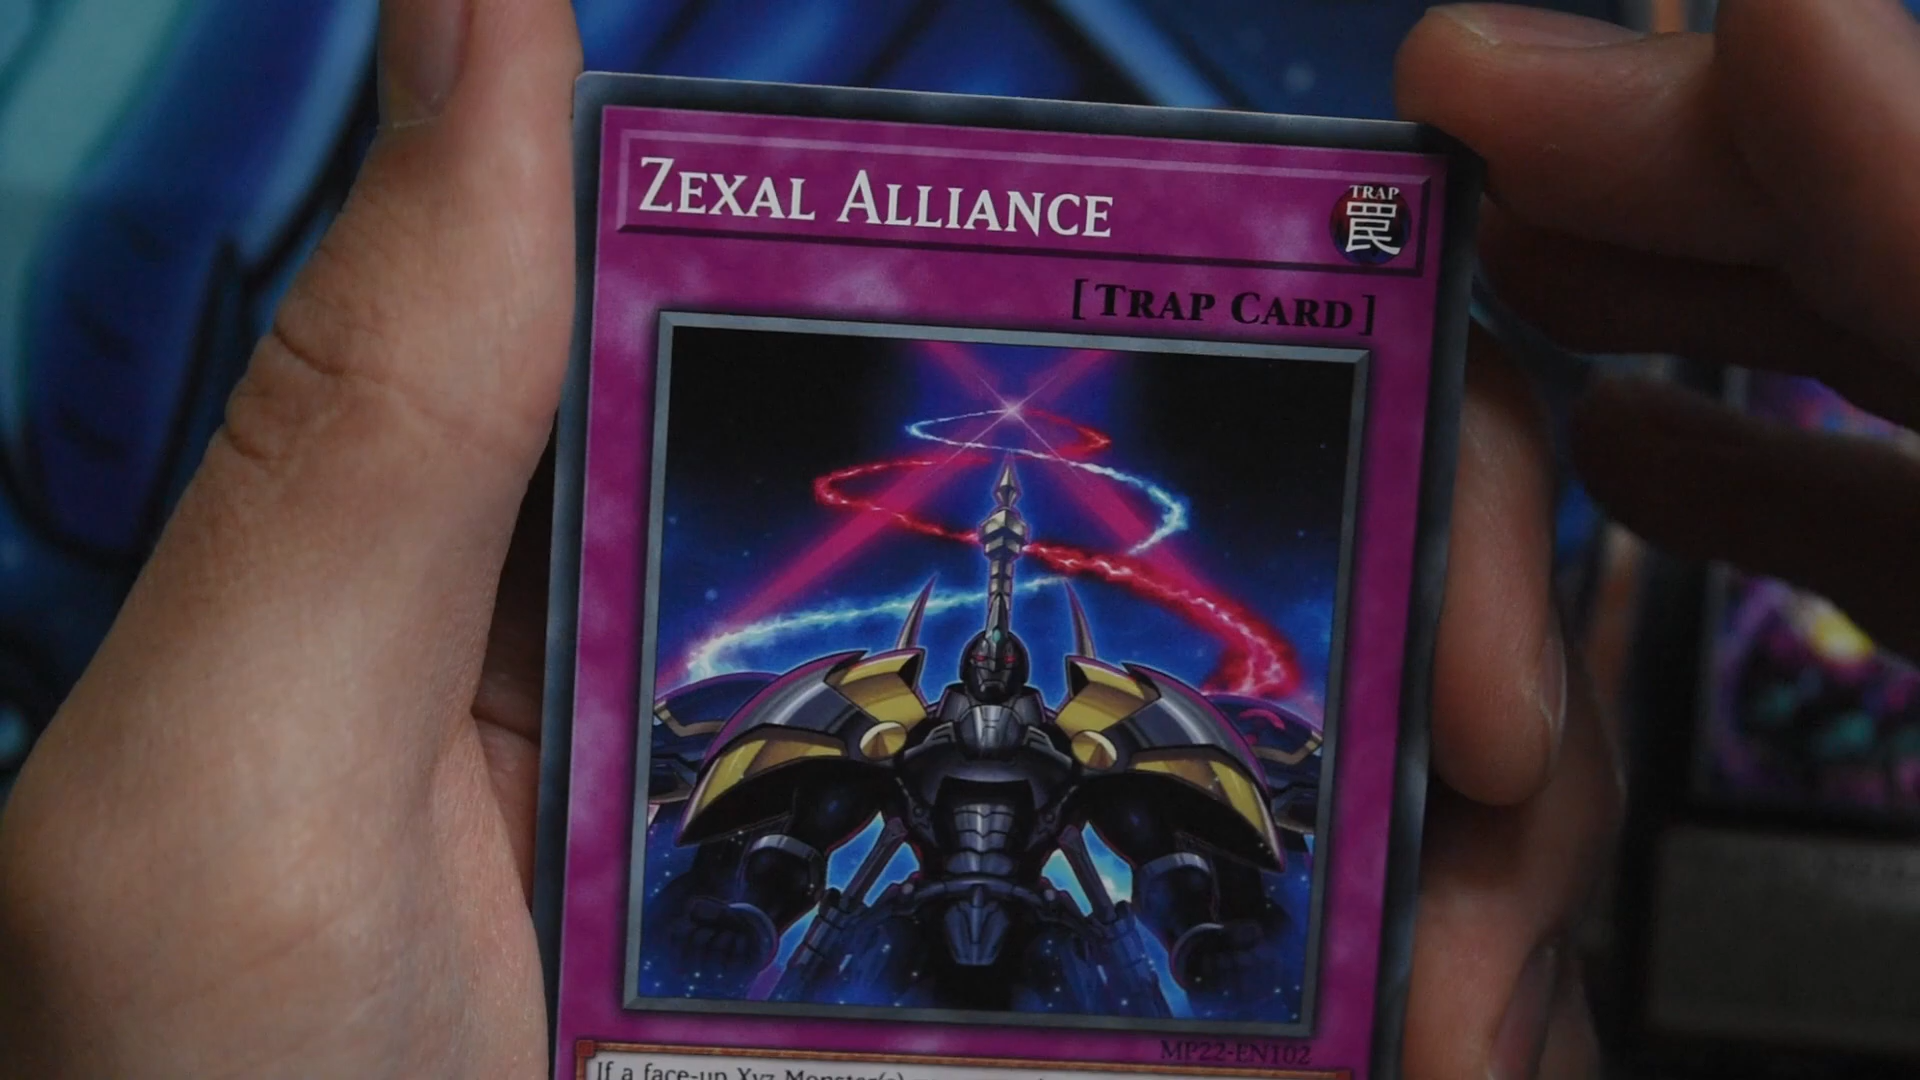 ZEXAL ALLIANCE
TRAP
罠
[TRAP CARD]
MP22-EN102
If a face-up Xyz Monster(s)